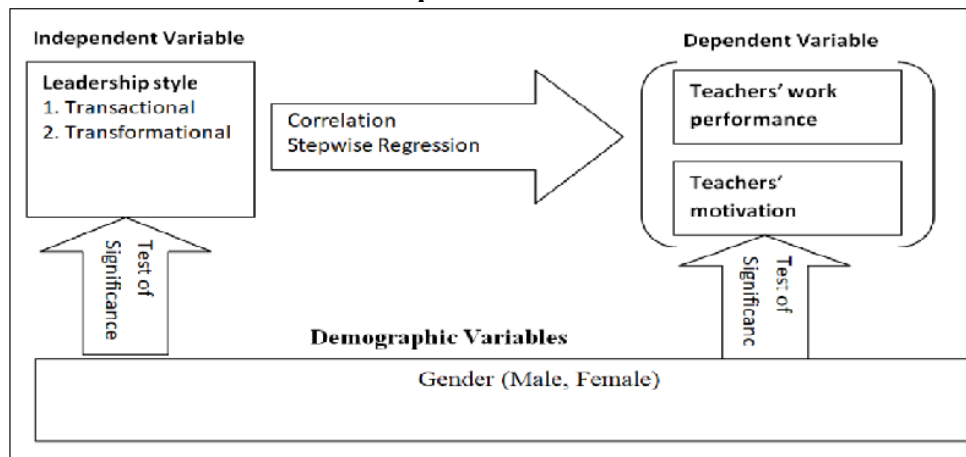 Independent Variable
Leadership style
1. Transactional
2. Transformational
Correlation
Stepwise Regression
Dependent Variable
Teachers' work
performance
Teachers'
motivation
Test of
Significance
Test of
Significanc
Demographic Variables
Gender (Male, Female)